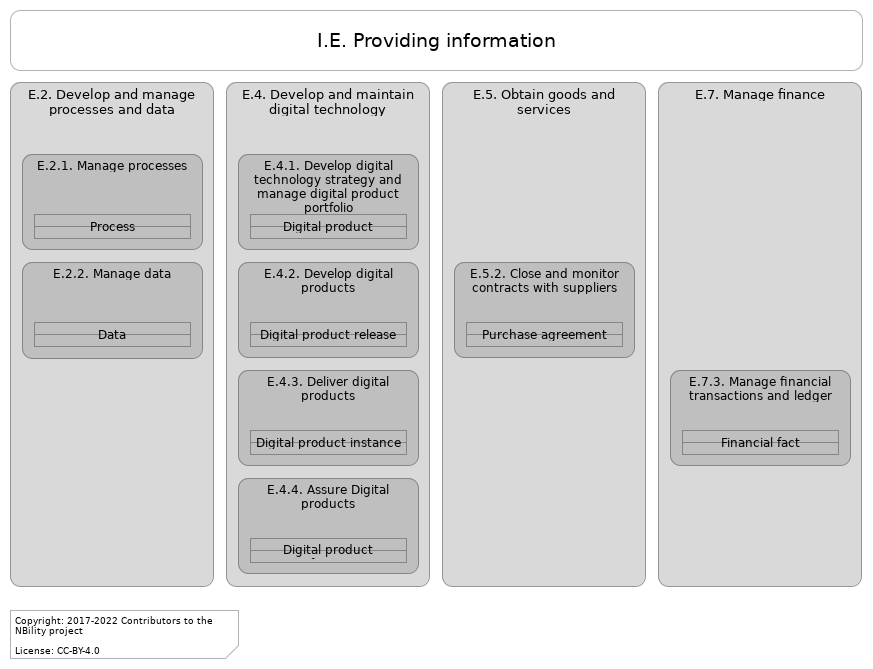 I.E. Providing information
E.2. Develop and manage
processes and data
E.2.1. Manage processes
Process
E.2.2. Manage data
Data
E.4. Develop and maintain
digital technology
E.4.1. Develop digital
technology strategy and
manage digital product
portfolio
Digital product
E.4.2. Develop digital
products
Digital product release
E.4.3. Deliver digital
products
Digital product instance
E.4.4. Assure Digital
products
Digital product
E.5. Obtain goods and
services
E.5.2. Close and monitor
contracts with suppliers
Purchase agreement
E.7. Manage finance
E.7.3. Manage financial
transactions and ledger
Financial fact
Copyright: 2017-2022 Contributors to the
NBility project
License: CC-BY-4.0